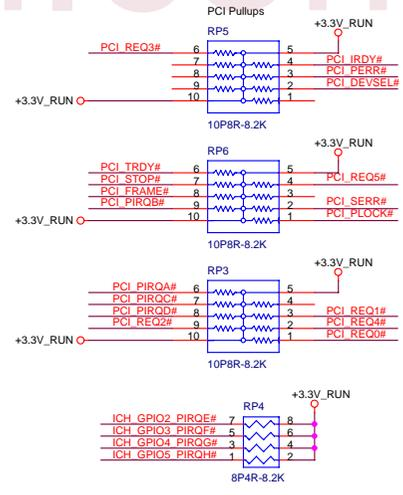 PCI Pullups
RP5
+3.3V_RUN
PCI_REQ3# 6 5
7 4 PCI_IRDY#
8 3 PCI_PERR#
9 2 PCI_DEVSEL#
+3.3V_RUN 10 1
10P8R-8.2K
RP6
+3.3V_RUN
PCI_TRDY# 6 5
PCI_STOP# 7 4 PCI_REQ5#
PCI_FRAME# 8 3
PCI_PIRQB# 9 2 PCI_SERR#
+3.3V_RUN 10 1 PCI_PLOCK#
10P8R-8.2K
RP3
+3.3V_RUN
PCI_PIRQA# 6 5
PCI_PIRQC# 7 4
PCI_PIRQD# 8 3 PCI_REQ1#
PCI_REQ2# 9 2 PCI_REQ4#
+3.3V_RUN 10 1 PCI_REQ0#
10P8R-8.2K
RP4
+3.3V_RUN
ICH_GPIO2_PIRQE# 7 8
ICH_GPIO3_PIRQF# 5 6
ICH_GPIO4_PIRQG# 3 4
ICH_GPIO5_PIRQH# 1 2
8P4R-8.2K